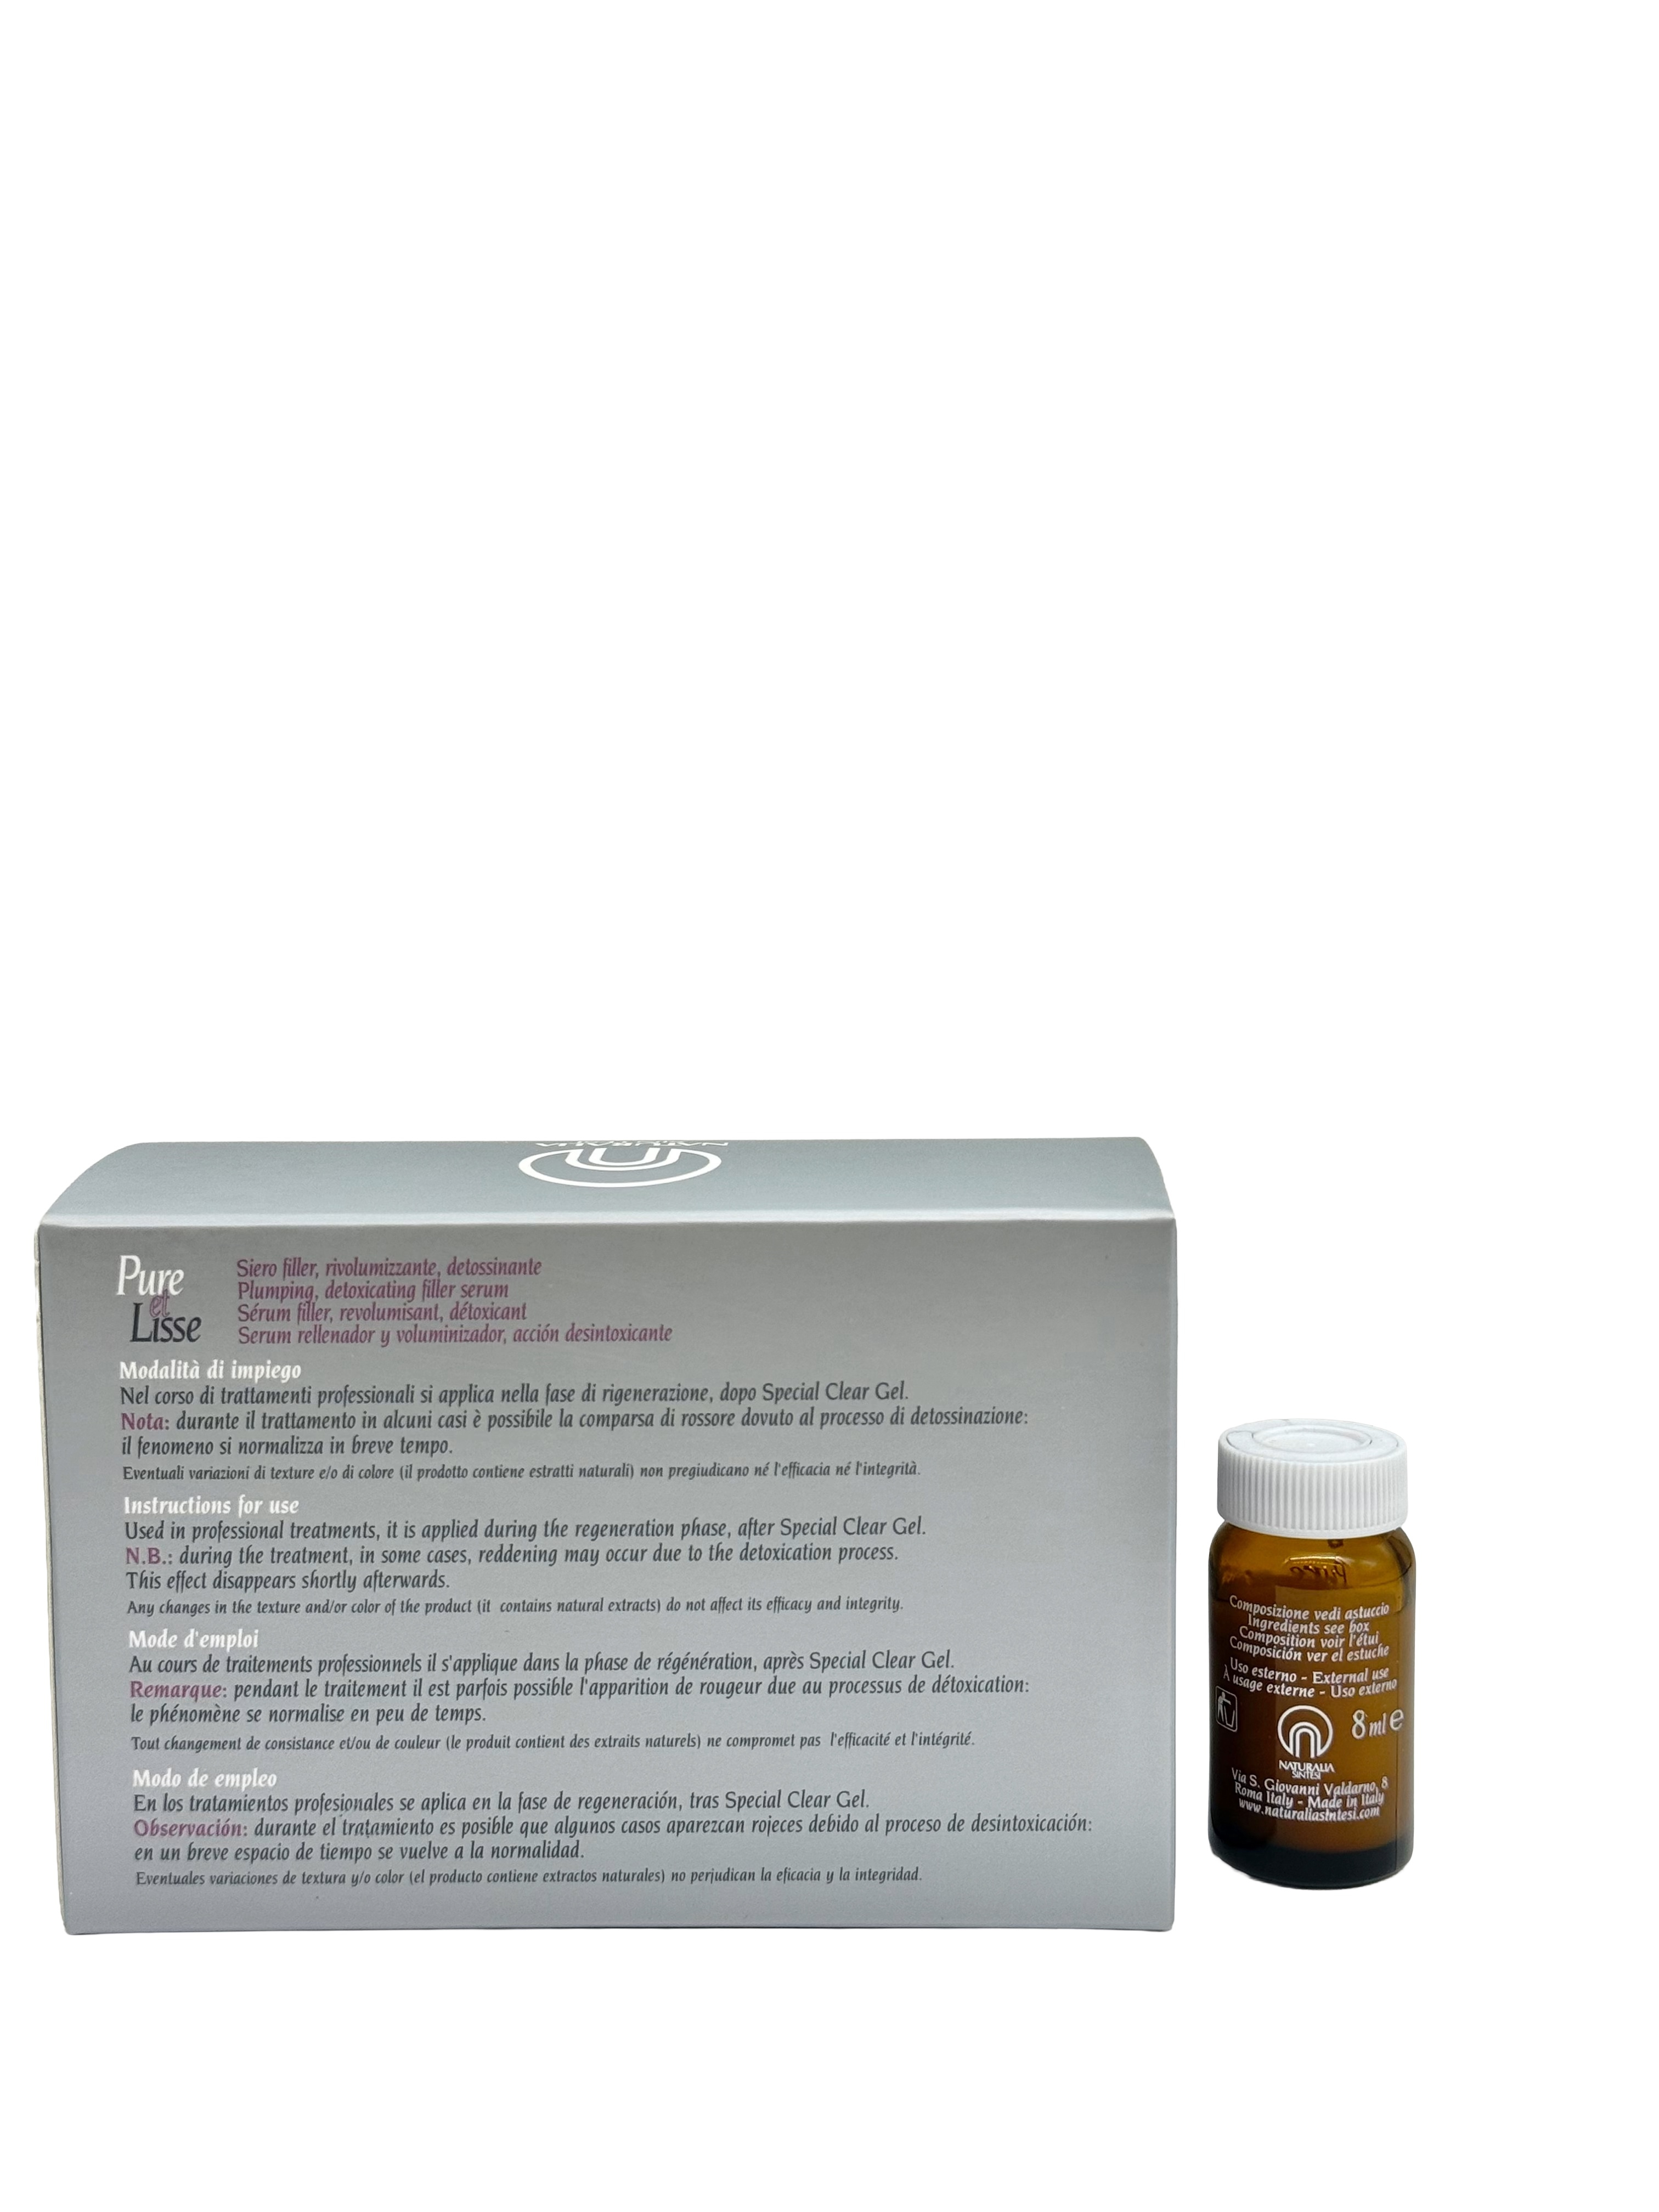 NATURALIA
Pure
et
Lisse
Siero filler, rivolumizzante, detossinante
Plumping, detoxicating filler serum
Sérum filler, revolumisant, détoxicant
Serum rellenador y voluminizador, acción desintoxicante
Modalità di impiego
Nel corso di trattamenti professionali si applica nella fase di rigenerazione, dopo Special Clear Gel.
Nota: durante il trattamento in alcuni casi è possibile la comparsa di rossore dovuto al processo di detossinazione:
il fenomeno si normalizza in breve tempo.
Eventuali variazioni di texture e/o di colore (il prodotto contiene estratti naturali) non pregiudicano né l'efficacia né l'integrità.
Instructions for use
Used in professional treatments, it is applied during the regeneration phase, after Special Clear Gel.
N.B.: during the treatment, in some cases, reddening may occur due to the detoxication process.
This effect disappears shortly afterwards.
Any changes in the texture and/or color of the product (it contains natural extracts) do not affect its efficacy and integrity.
Mode d'emploi
Au cours de traitements professionnels il s'applique dans la phase de régénération, après Special Clear Gel.
Remarque: pendant le traitement il est parfois possible l'apparition de rougeur due au processus de détoxication:
le phénomène se normalise en peu de temps.
Tout changement de consistance et/ou de couleur (le produit contient des extraits naturels) ne compromet pas l'efficacité et l'intégrité.
Modo de empleo
En los tratamientos profesionales se aplica en la fase de regeneración, tras Special Clear Gel.
Observación: durante el tratamiento es posible que algunos casos aparezcan rojeces debido al proceso de desintoxicación:
en un breve espacio de tiempo se vuelve a la normalidad.
Eventuales variaciones de textura y/o color (el producto contiene extractos naturales) no perjudican la eficacia y la integridad.
Pure
Composizione vedi astuccio
Ingredients see box
Composition voir l'étui
Composición ver el estuche
Uso esterno - External use
À usage externe - Uso externo
8 ml e
NATURALIA
SINTESI
Via S. Giovanni Valdarno, 8
Roma Italy - Made in Italy
www.naturaliasintesi.com